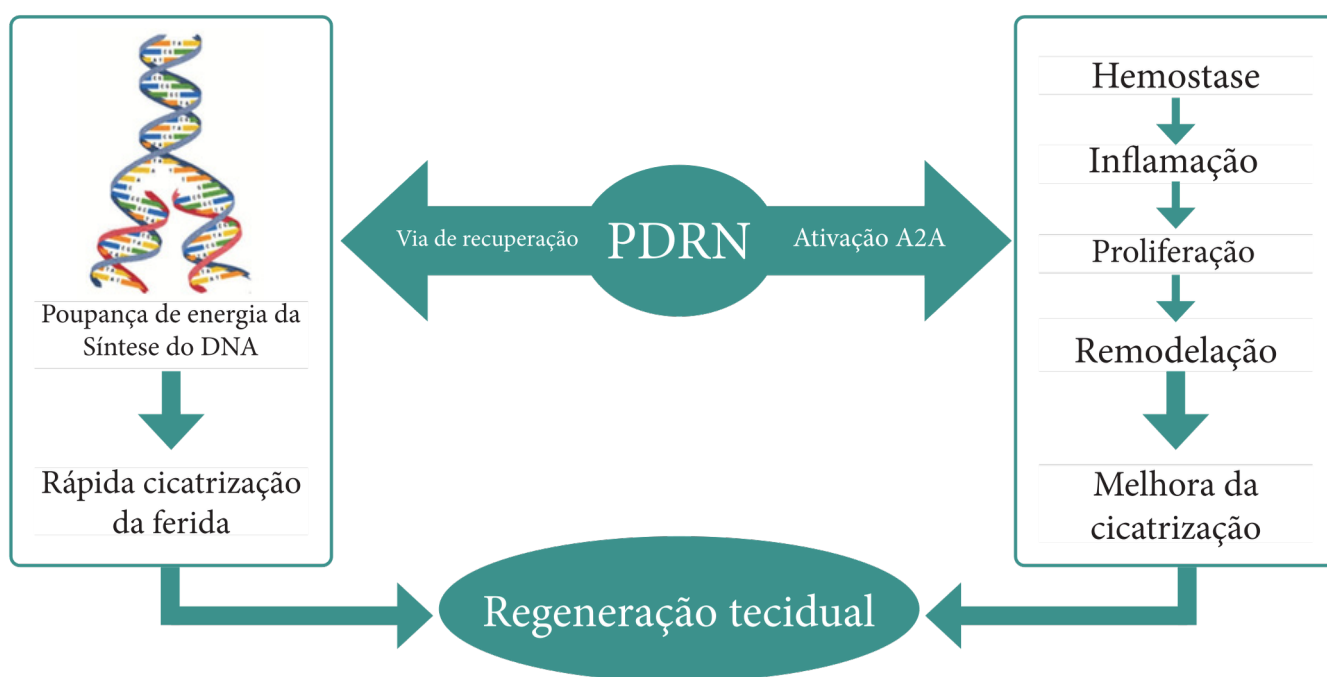 Poupança de energia da
Síntese do DNA
Rápida cicatrização
da ferida
Via de recuperação
PDRN
Ativação A2A
Hemostase
Inflamação
Proliferação
Remodelação
Melhora da
cicatrização
Regeneração tecidual